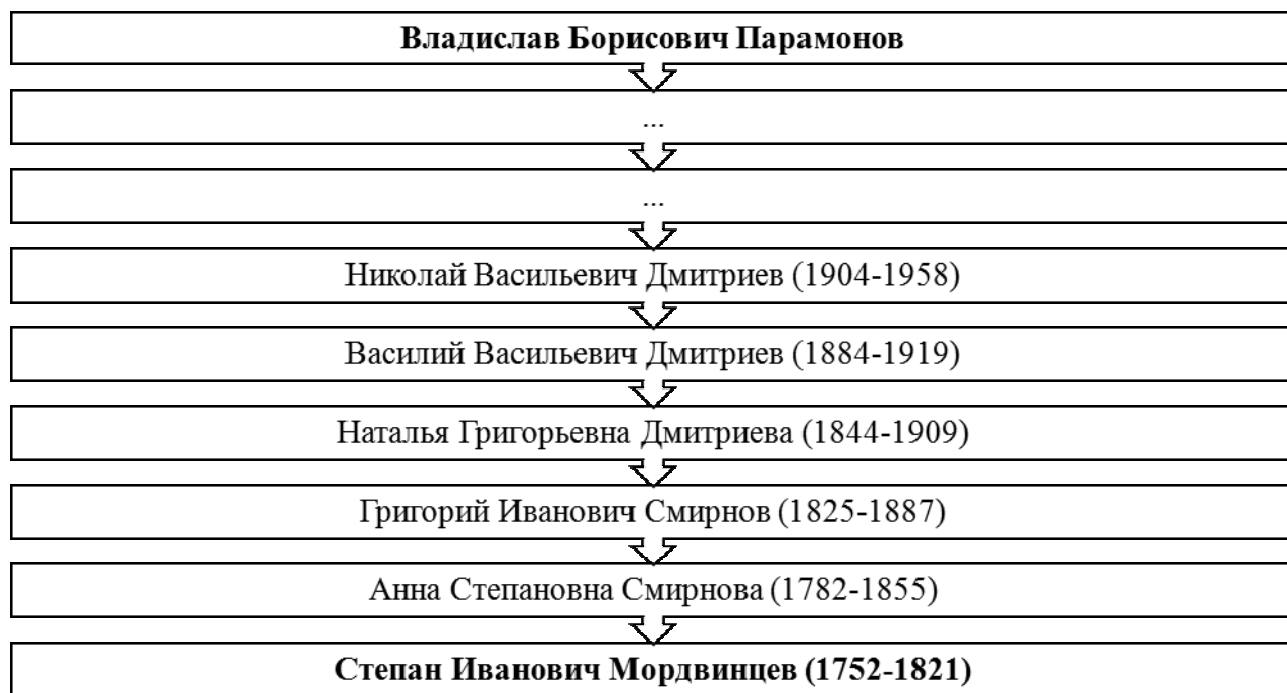 Владислав Борисович Парамонов
...
...
Николай Васильевич Дмитриев (1904-1958)
Василий Васильевич Дмитриев (1884-1919)
Наталья Григорьевна Дмитриева (1844-1909)
Григорий Иванович Смирнов (1825-1887)
Анна Степановна Смирнова (1782-1855)
Степан Иванович Мордвинцев (1752-1821)